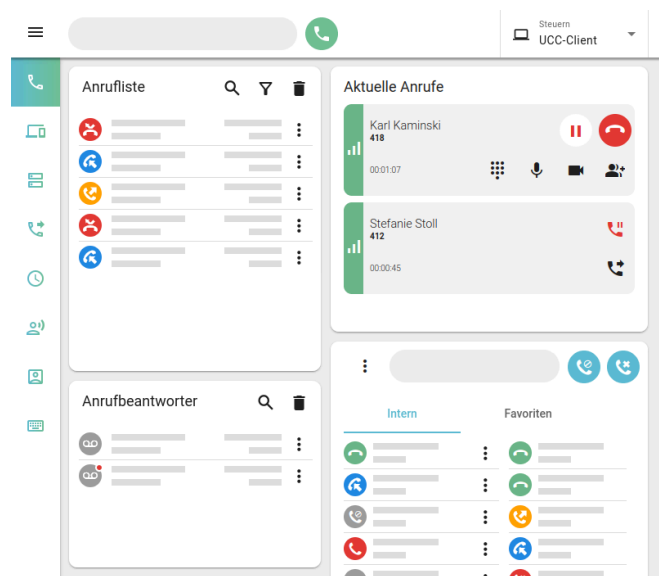 Steuern
UCC-Client
Anrufliste
Aktuelle Anrufe
Karl Kaminski
418
00:01:07
Stefanie Stoll
412
00:00:45
Anrufbeantworter
Intern
Favoriten